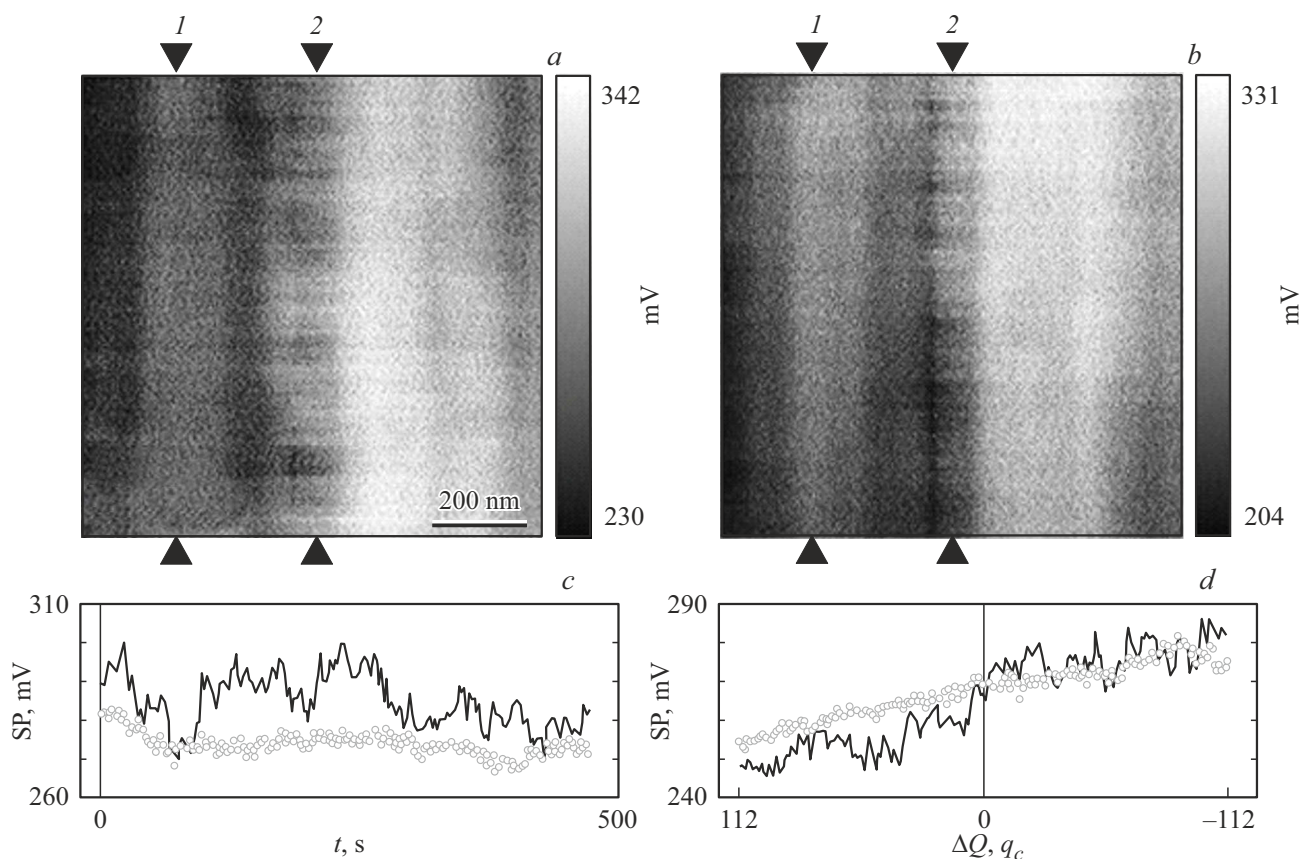 1 2
a
342
mV
200 nm
230
1 2
b
331
mV
204
c
310
SP, mV
260
0 500
t, s
d
290
SP, mV
240
112 0 –112
ΔQ, q_c